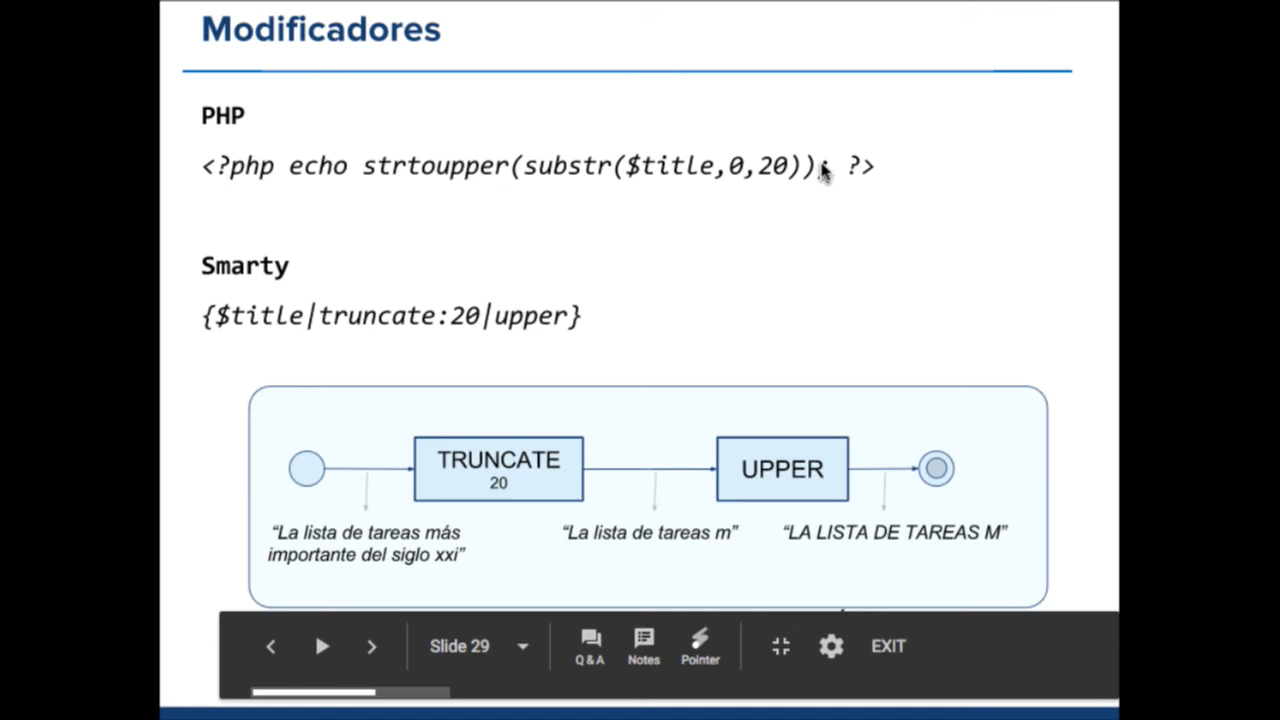 Modificadores
PHP
<?php echo strtoupper(substr($title,0,20)); ?>
Smarty
{$title|truncate:20|upper}
TRUNCATE
20
UPPER
“La lista de tareas más
importante del siglo xxi”
“La lista de tareas m”
“LA LISTA DE TAREAS M”
Slide 29
Q & A
Notes
Pointer
EXIT